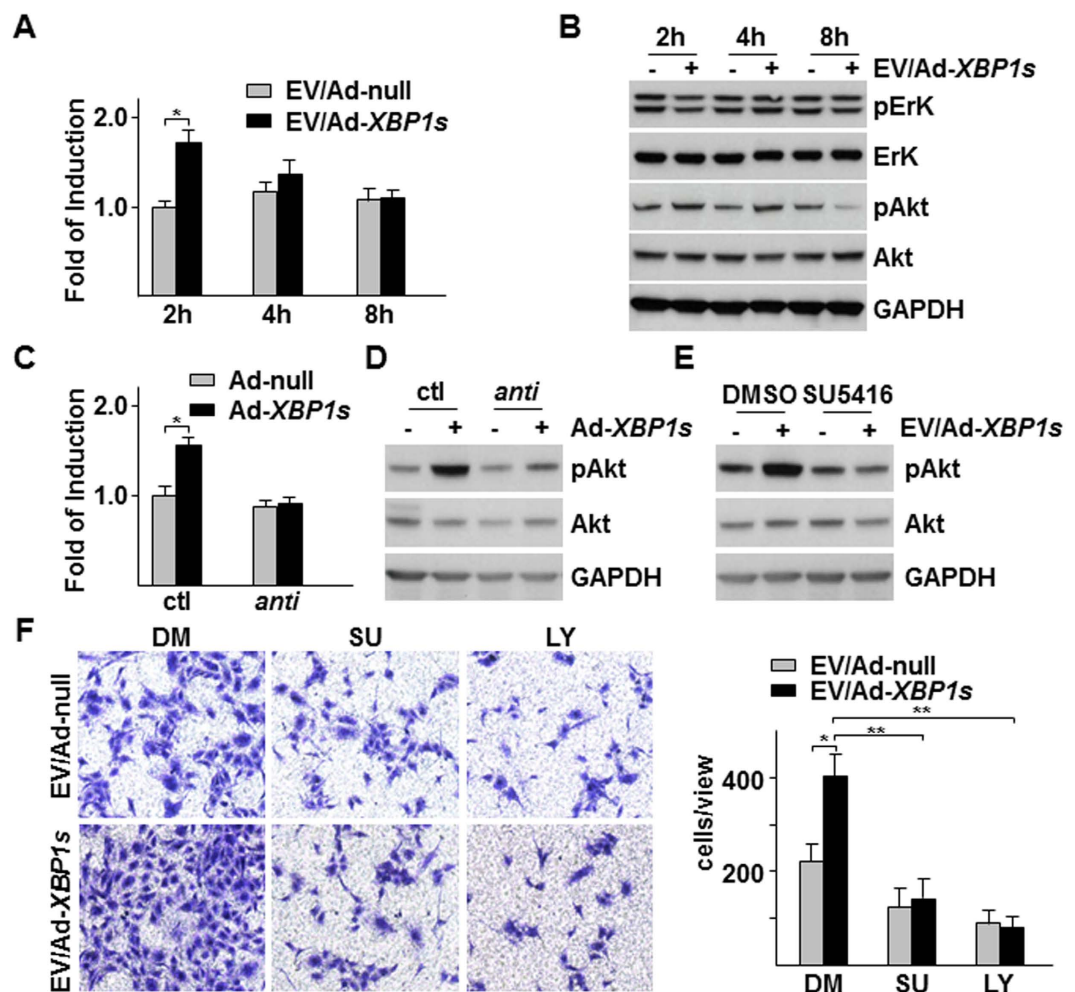 A
EV/Ad-null
EV/Ad-XBP1s
*
2.0
1.0
Fold of Induction
2h 4h 8h
B
2h 4h 8h
- + - + - + EV/Ad-XBP1s
pErK
ErK
pAkt
Akt
GAPDH
C
Ad-null
Ad-XBP1s
*
2.0
1.0
Fold of Induction
ctl anti
D
ctl anti
- + - + Ad-XBP1s
pAkt
Akt
GAPDH
E
DMSO SU5416
- + - + EV/Ad-XBP1s
pAkt
Akt
GAPDH
F
DM SU LY
EV/Ad-null
EV/Ad-XBP1s
EV/Ad-null
EV/Ad-XBP1s
**
* **
400
200
cells/view
DM SU LY